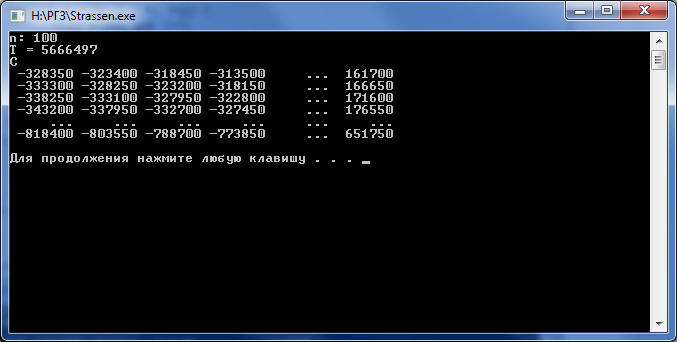 H:\РГЗ\Strassen.exe
n: 100
T = 5666497
C
-328350 -323400 -318450 -313500 ... 161700
-333300 -328250 -323200 -318150 ... 166650
-338250 -333100 -327950 -322800 ... 171600
-343200 -337950 -332700 -327450 ... 176550
... ... ... ... ... ...
-818400 -803550 -788700 -773850 ... 651750
Для продолжения нажмите любую клавишу . . .